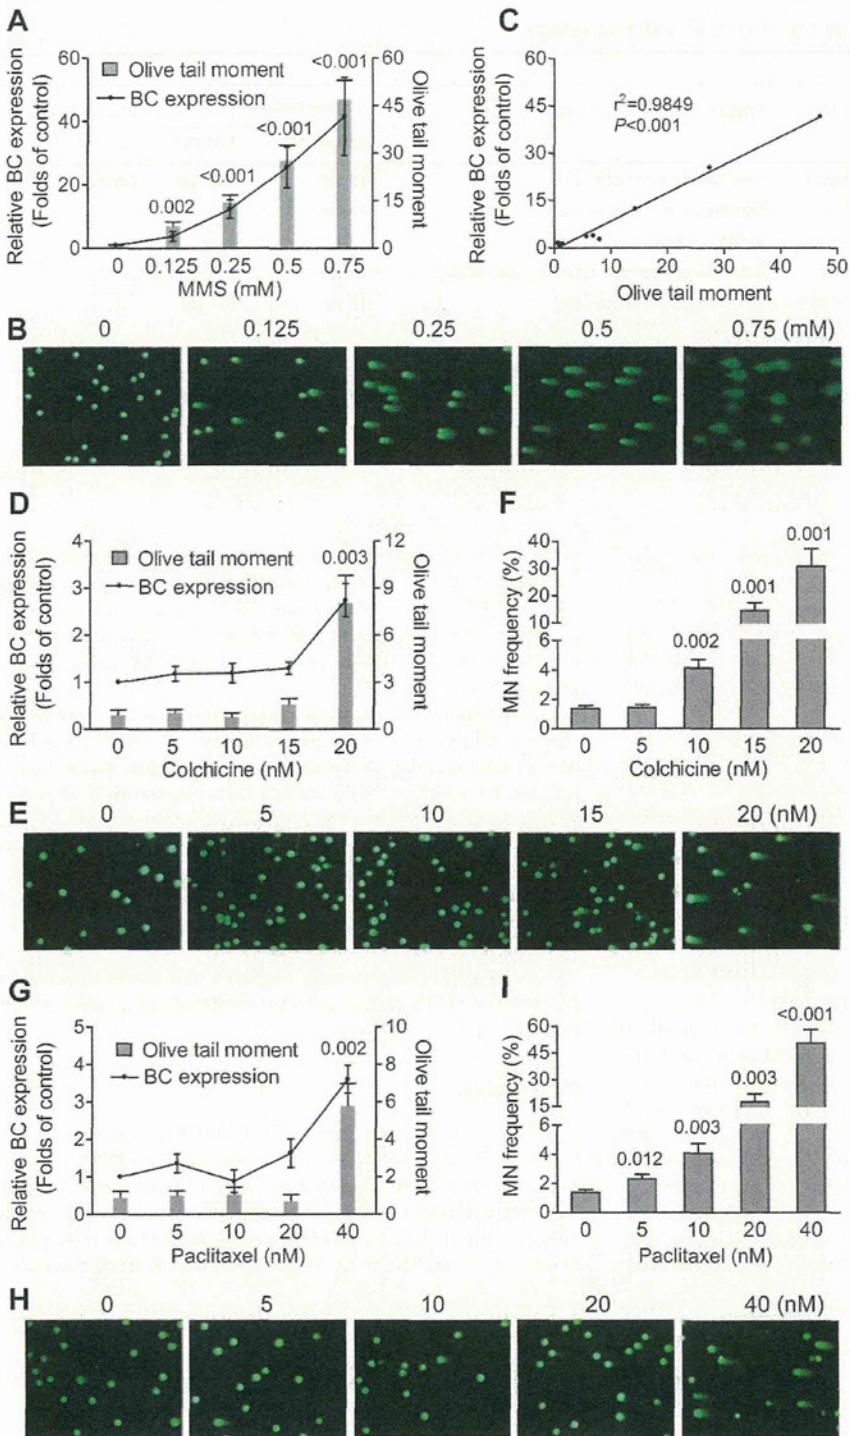 A
Relative BC expression
(Folds of control)
60
40
20
0
Olive tail moment
BC expression
0.002
<0.001
<0.001
<0.001
60
45
30
15
0
Olive tail moment
0 0.125 0.25 0.5 0.75
MMS (mM)
C
Relative BC expression
(Folds of control)
60
45
30
15
0
r²=0.9849
P<0.001
0 10 20 30 40 50
Olive tail moment
B
0 0.125 0.25 0.5 0.75 (mM)
D
Relative BC expression
(Folds of control)
4
3
2
1
0
Olive tail moment
BC expression
0.003
12
9
6
3
0
Olive tail moment
0 5 10 15 20
Colchicine (nM)
F
MN frequency (%)
40
30
20
10
6
4
2
0
0.002
0.001
0.001
0 5 10 15 20
Colchicine (nM)
E
0 5 10 15 20 (nM)
G
Relative BC expression
(Folds of control)
5
4
3
2
1
0
Olive tail moment
BC expression
0.002
10
8
6
4
2
0
Olive tail moment
0 5 10 20 40
Paclitaxel (nM)
I
MN frequency (%)
60
45
30
15
6
4
2
0
0.012
0.003
0.003
<0.001
0 5 10 20 40
Paclitaxel (nM)
H
0 5 10 20 40 (nM)